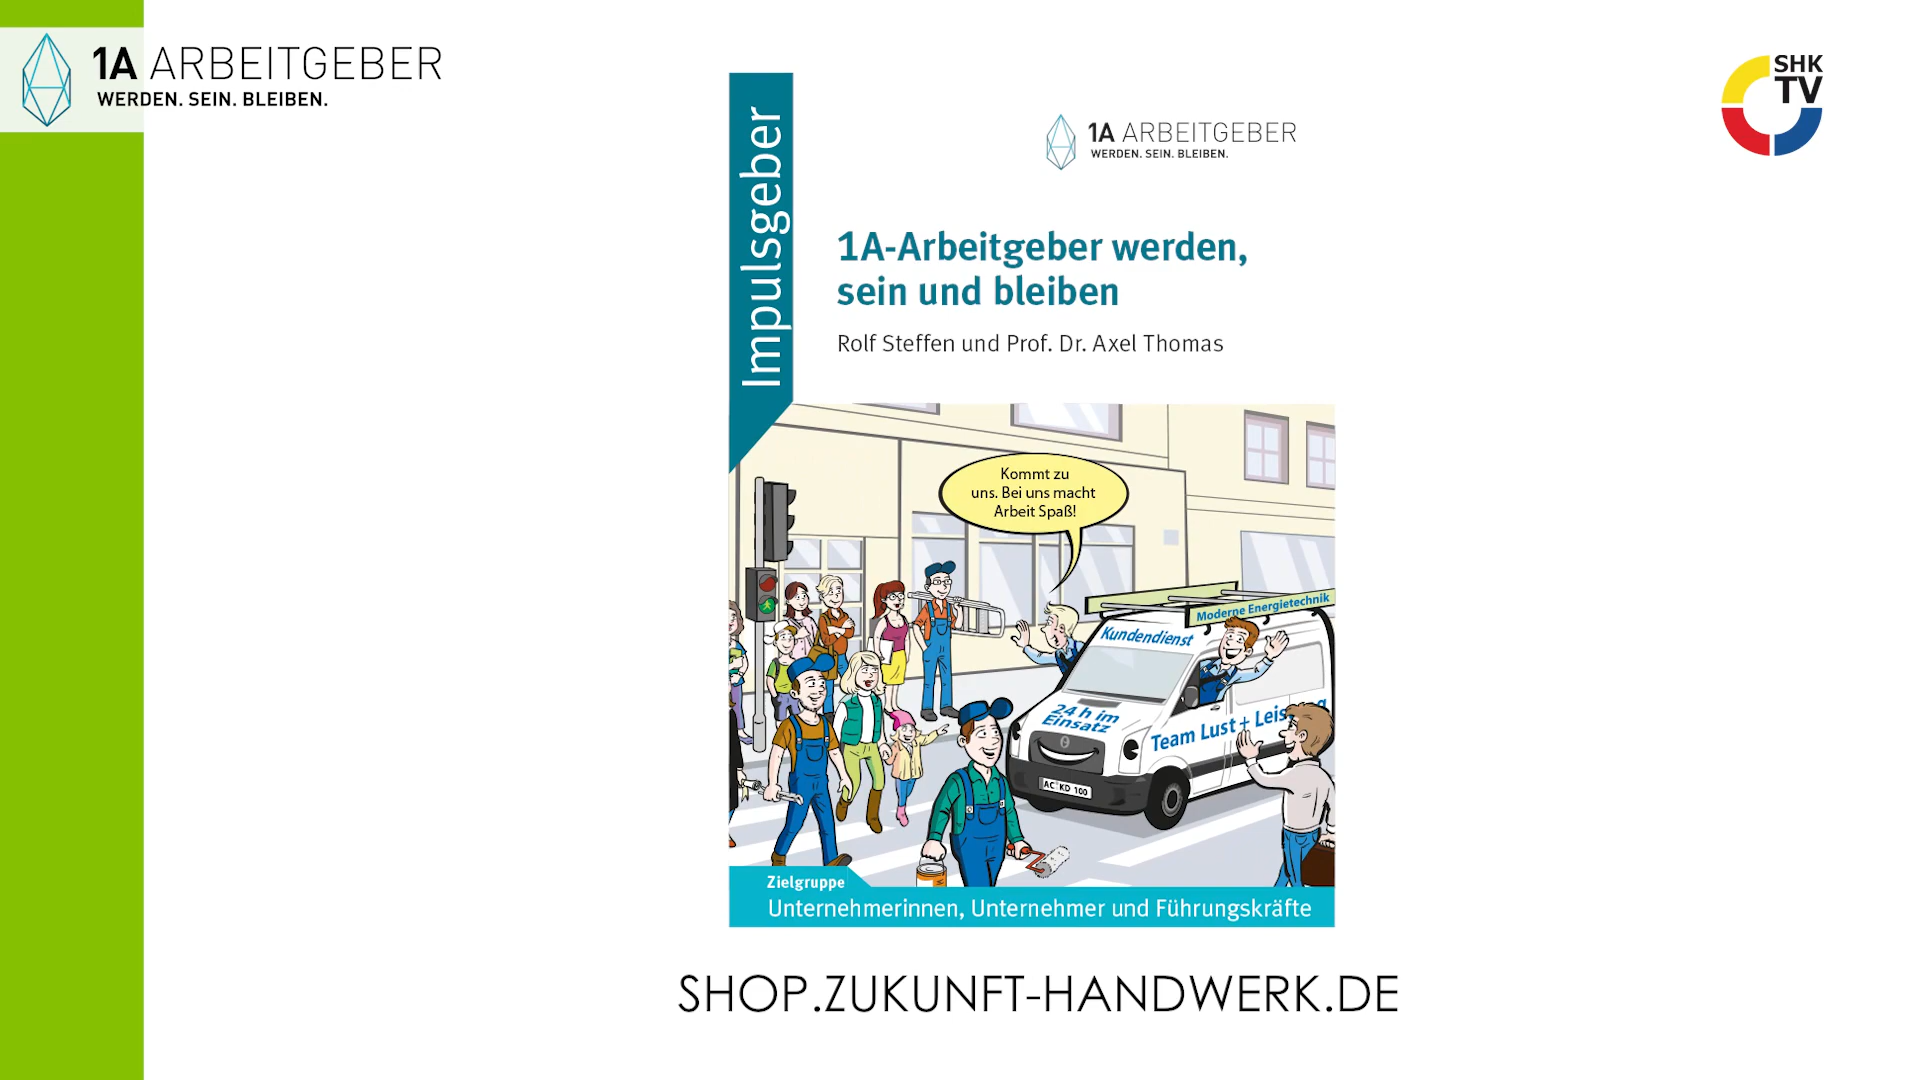 1A ARBEITGEBER
WERDEN. SEIN. BLEIBEN.
SHK
TV
Impulsgeber
1A ARBEITGEBER
WERDEN. SEIN. BLEIBEN.
1A-Arbeitgeber werden,
sein und bleiben
Rolf Steffen und Prof. Dr. Axel Thomas
Kommt zu
uns. Bei uns macht
Arbeit Spaß!
Moderne Energietechnik
Kundendienst
24 h im
Einsatz
Team Lust + Leis
AC KD 100
Zielgruppe
Unternehmerinnen, Unternehmer und Führungskräfte
SHOP.ZUKUNFT-HANDWERK.DE